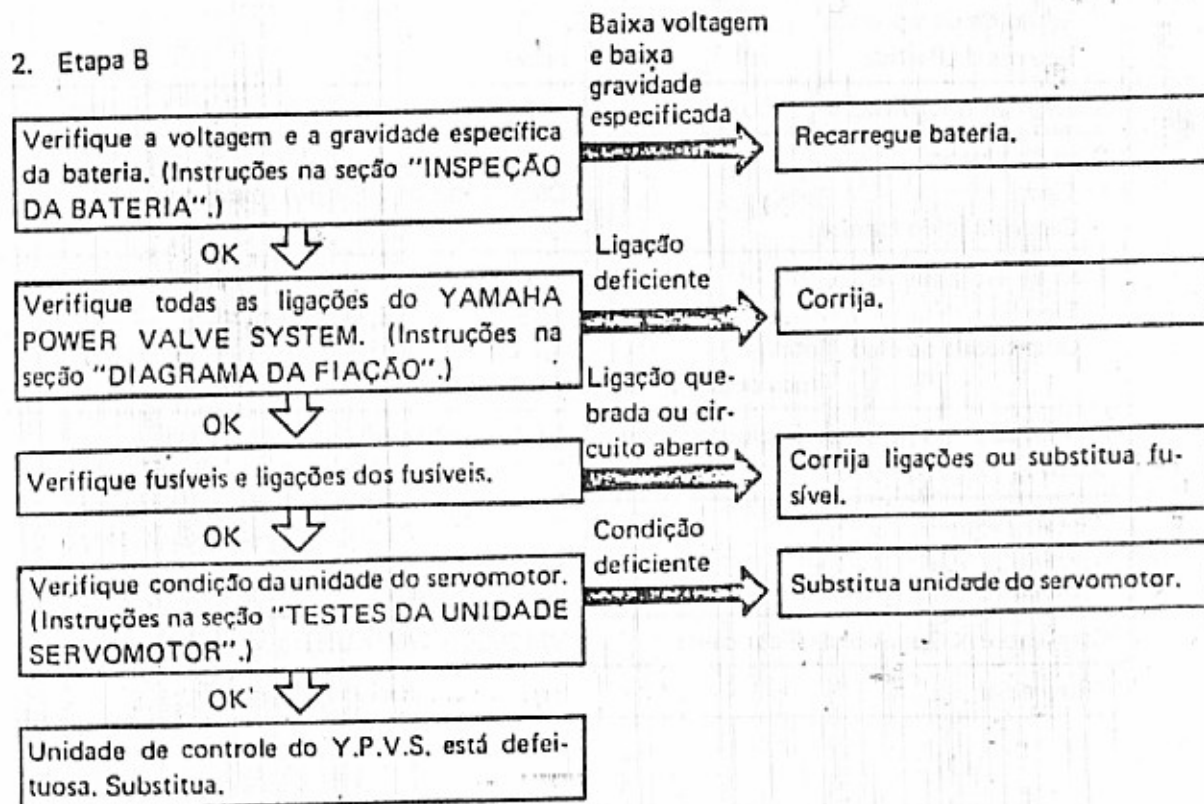 2. Etapa B
Baixa voltagem
e baixa
gravidade
especificada
Verifique a voltagem e a gravidade específica
da bateria. (Instruções na seção "INSPEÇÃO
DA BATERIA".)
Recarregue bateria.
OK
Ligação
deficiente
Verifique todas as ligações do YAMAHA
POWER VALVE SYSTEM. (Instruções na
seção "DIAGRAMA DA FIAÇÃO".)
Corrija.
OK
Ligação que-
brada ou cir-
cuito aberto
Verifique fusíveis e ligações dos fusíveis.
Corrija ligações ou substitua fu-
sível.
OK
Condição
deficiente
Verifique condição da unidade do servomotor.
(Instruções na seção "TESTES DA UNIDADE
SERVOMOTOR".)
Substitua unidade do servomotor.
OK
Unidade de controle do Y.P.V.S. está defei-
tuosa. Substitua.